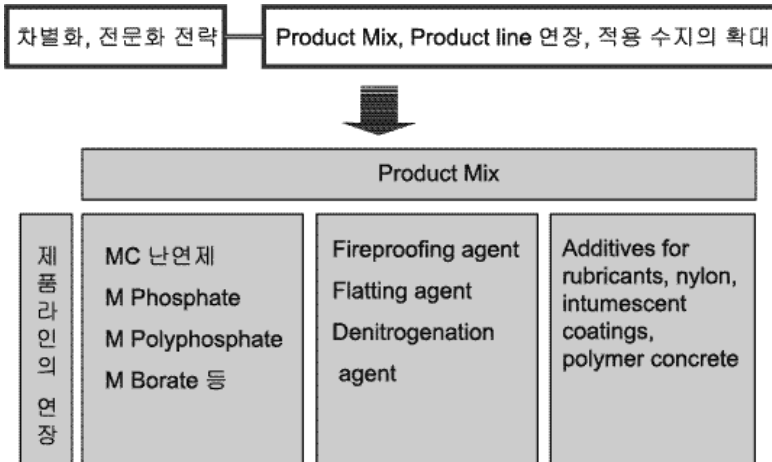 차별화, 전문화 전략
Product Mix, Product line 연장, 적용 수지의 확대
Product Mix
제품라인의 연장
MC 난연제
M Phosphate
M Polyphosphate
M Borate 등
Fireproofing agent
Flatting agent
Denitrogenation
agent
Additives for
rubricants, nylon,
intumescent
coatings,
polymer concrete